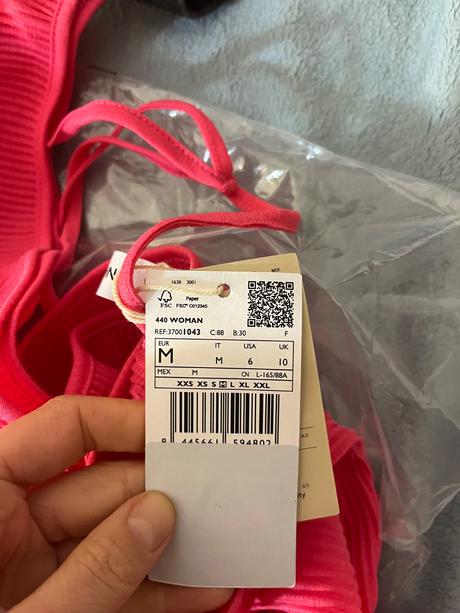 1638 3001
FSC
Paper
FSC® C012345
440 WOMAN
REF:37001043 C:88 B:30 F
EUR IT USA UK
M M 6 10
MEX M CN L-165/88A
XXS XS S M L XL XXL
8 445661 594802